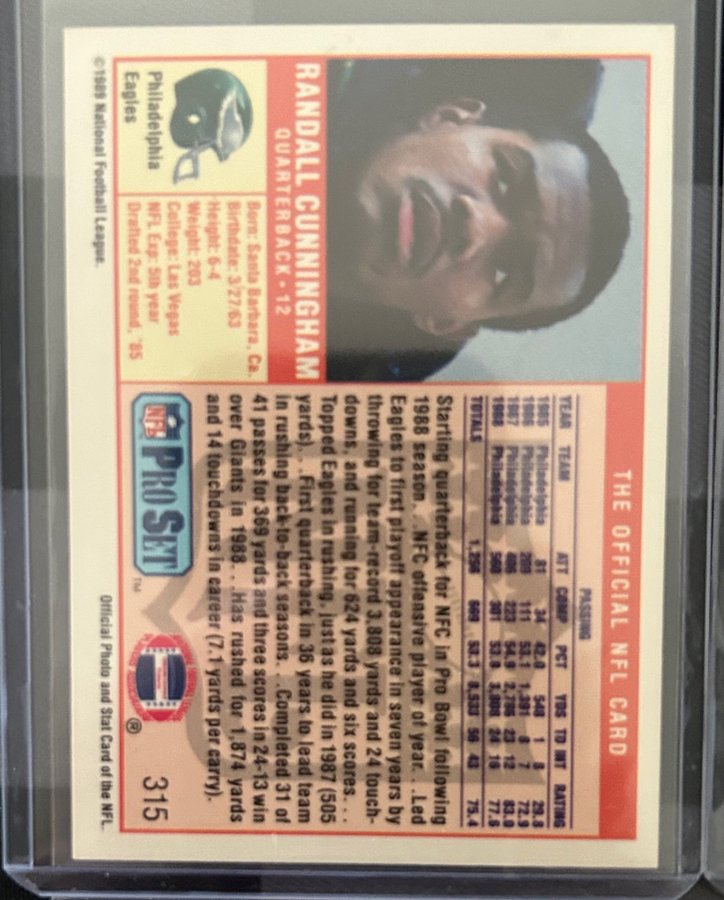 THE OFFICIAL NFL CARD
RANDALL CUNNINGHAM
QUARTERBACK • 12
Philadelphia
Eagles
Born: Santa Barbara, Ca.
Birthdate: 3/27/63
Height: 6-4
Weight: 203
College: Las Vegas
NFL Exp: 5th year
Drafted 2nd round, '85
PASSING
YEAR TEAM ATT COMP PCT YDS TD INT RATING
1985 Philadelphia 81 34 42.0 548 1 8 29.8
1986 Philadelphia 209 111 53.1 1,391 8 7 72.9
1987 Philadelphia 406 223 54.9 2,786 23 12 83.0
1988 Philadelphia 560 301 53.8 3,808 24 16 77.6
TOTALS 1,256 669 53.3 8,533 56 43 75.4
Starting quarterback for NFC in Pro Bowl following
1988 season. . .NFC offensive player of year. . .Led
Eagles to first playoff appearance in seven years by
throwing for team-record 3,808 yards and 24 touch-
downs, and running for 624 yards and six scores. . .
Topped Eagles in rushing, just as he did in 1987 (505
yards). . .First quarterback in 36 years to lead team
in rushing back-to-back seasons. . .Completed 31 of
41 passes for 369 yards and three scores in 24-13 win
over Giants in 1988. . .Has rushed for 1,874 yards
and 14 touchdowns in career (7.1 yards per carry).
NFL PRO SET™
®
315
©1989 National Football League.
Official Photo and Stat Card of the NFL.